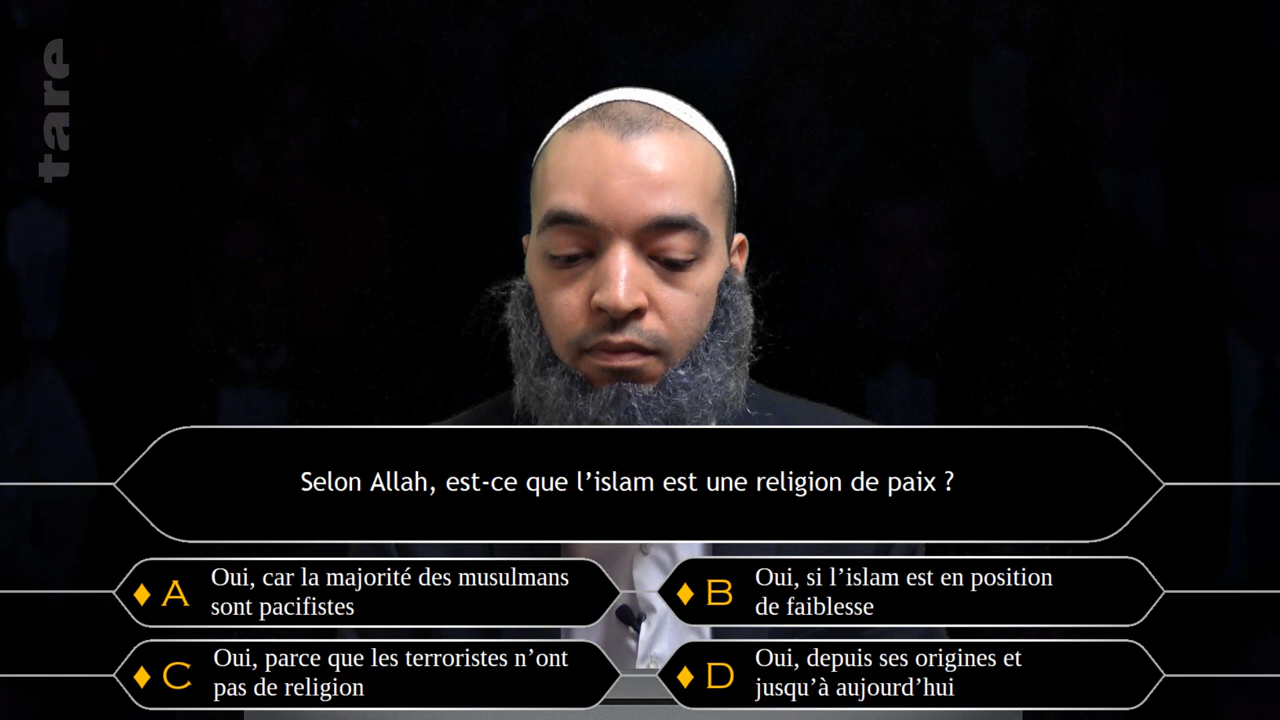 tare
Selon Allah, est-ce que l’islam est une religion de paix ?
A Oui, car la majorité des musulmans
sont pacifistes
B Oui, si l’islam est en position
de faiblesse
C Oui, parce que les terroristes n’ont
pas de religion
D Oui, depuis ses origines et
jusqu’à aujourd’hui